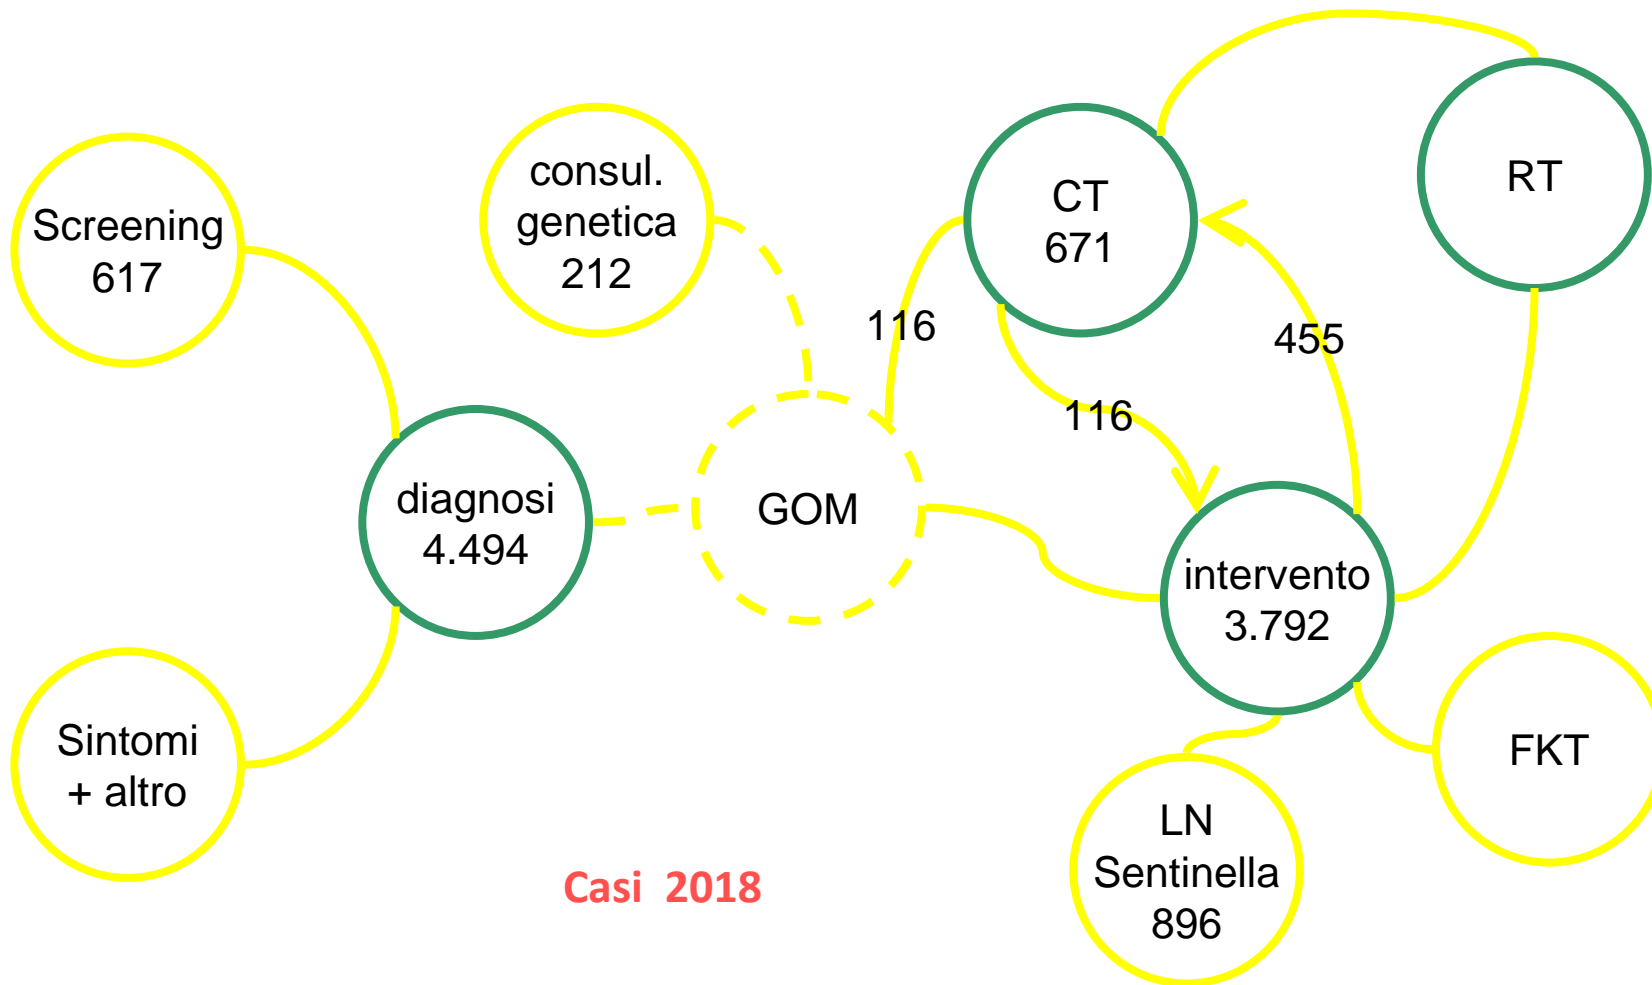 Screening
617
consul.
genetica
212
CT
671
RT
116
455
116
diagnosi
4.494
GOM
intervento
3.792
Sintomi
+ altro
FKT
LN
Sentinella
896
Casi 2018